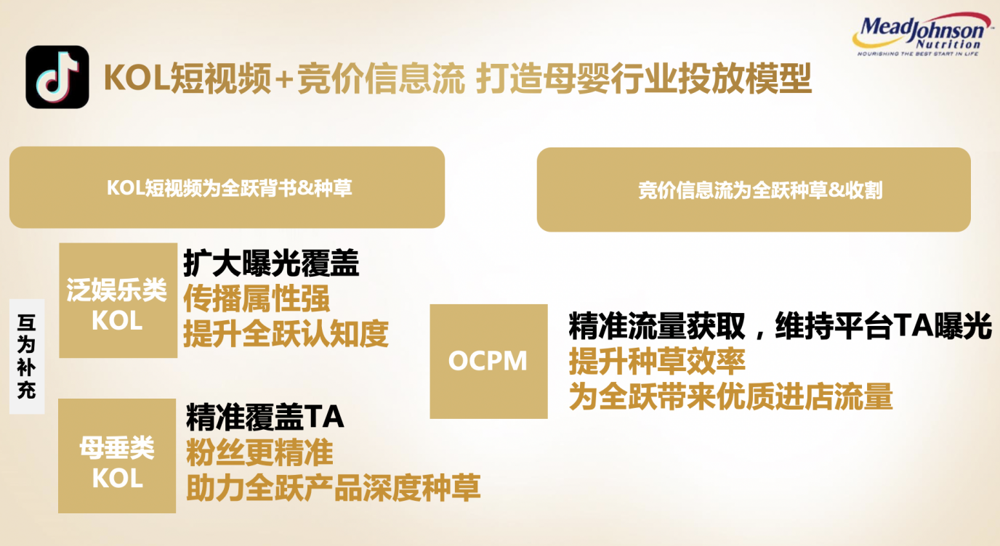 MeadJohnson
Nutrition
NOURISHING THE BEST START IN LIFE
KOL短视频+竞价信息流 打造母婴行业投放模型
KOL短视频为全跃背书&种草
竞价信息流为全跃种草&收割
互为补充
泛娱乐类
KOL
扩大曝光覆盖
传播属性强
提升全跃认知度
母垂类
KOL
精准覆盖TA
粉丝更精准
助力全跃产品深度种草
OCPM
精准流量获取，维持平台TA曝光
提升种草效率
为全跃带来优质进店流量